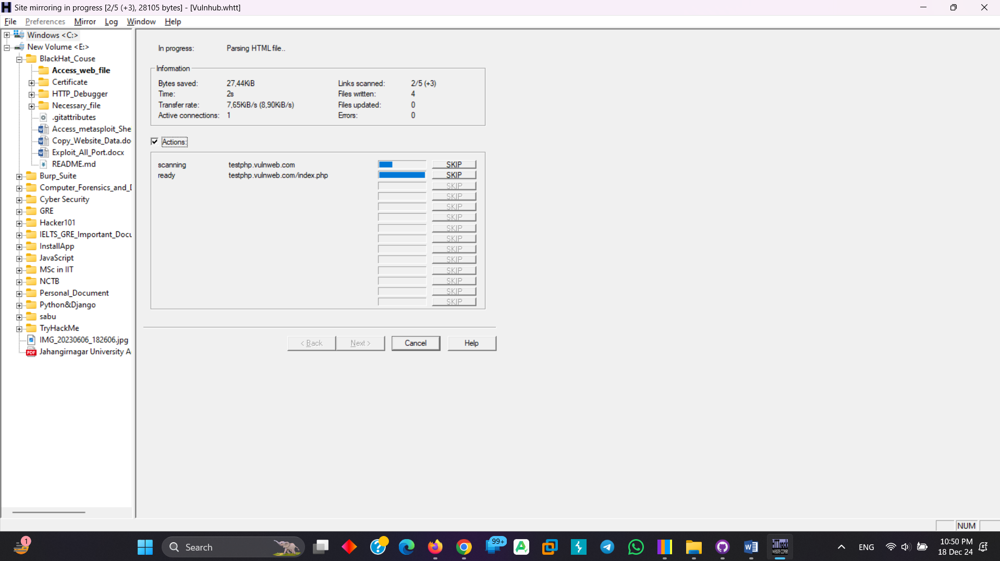 Site mirroring in progress [2/5 (+3), 28105 bytes] - [Vulnhub.whtt]
File Preferences Mirror Log Window Help
Windows <C:>
New Volume <E:>
BlackHat_Couse
Access_web_file
Certificate
HTTP_Debugger
Necessary_file
.gitattributes
Access_metasploit_She
Copy_Website_Data.do
Exploit_All_Port.docx
README.md
Burp_Suite
Computer_Forensics_and_D
Cyber Security
GRE
Hacker101
IELTS_GRE_Important_Docu
InstallApp
JavaScript
MSc in IIT
NCTB
Personal_Document
Python&Django
sabu
TryHackMe
IMG_20230606_182606.jpg
Jahangirnagar University A
In progress: Parsing HTML file..
Information
Bytes saved: 27,44KiB Links scanned: 2/5 (+3)
Time: 2s Files written: 4
Transfer rate: 7,65KiB/s (8,90KiB/s) Files updated: 0
Active connections: 1 Errors: 0
Actions:
scanning testphp.vulnweb.com SKIP
ready testphp.vulnweb.com/index.php SKIP
SKIP
SKIP
SKIP
SKIP
SKIP
SKIP
SKIP
SKIP
SKIP
SKIP
SKIP
SKIP
< Back Next > Cancel Help
NUM
1
Search
99+
HTTrack
WEBSITE COPIER
ENG
10:50 PM
18 Dec 24